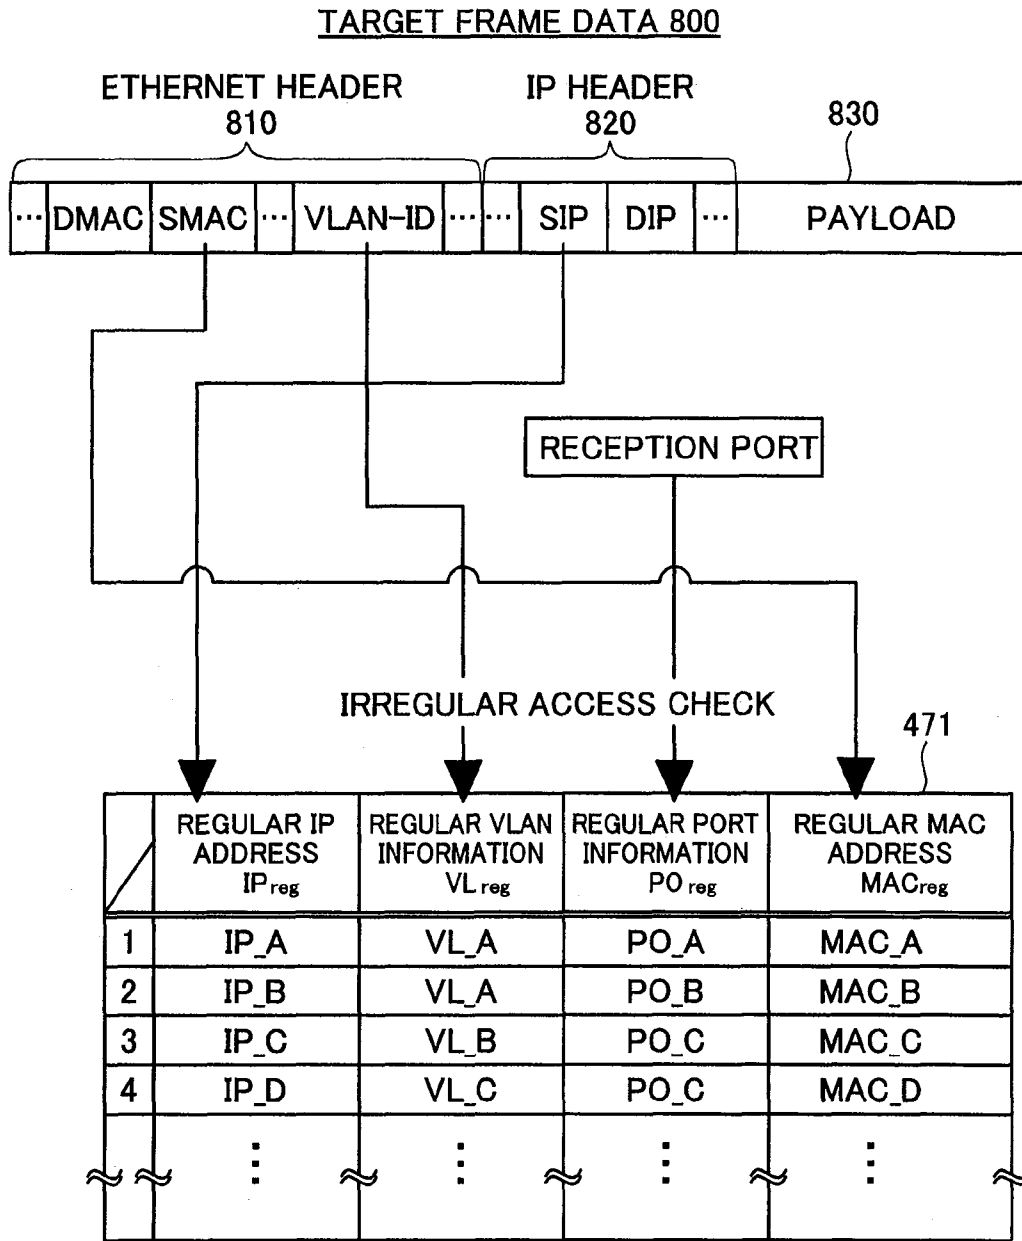 TARGET FRAME DATA 800
ETHERNET HEADER IP HEADER
810 820 830
... DMAC SMAC ... VLAN-ID ... ... SIP DIP ... PAYLOAD
RECEPTION PORT
IRREGULAR ACCESS CHECK
471
REGULAR IP ADDRESS IPreg REGULAR VLAN INFORMATION VLreg REGULAR PORT INFORMATION POreg REGULAR MAC ADDRESS MACreg
1 IP_A VL_A PO_A MAC_A
2 IP_B VL_A PO_B MAC_B
3 IP_C VL_B PO_C MAC_C
4 IP_D VL_C PO_C MAC_D